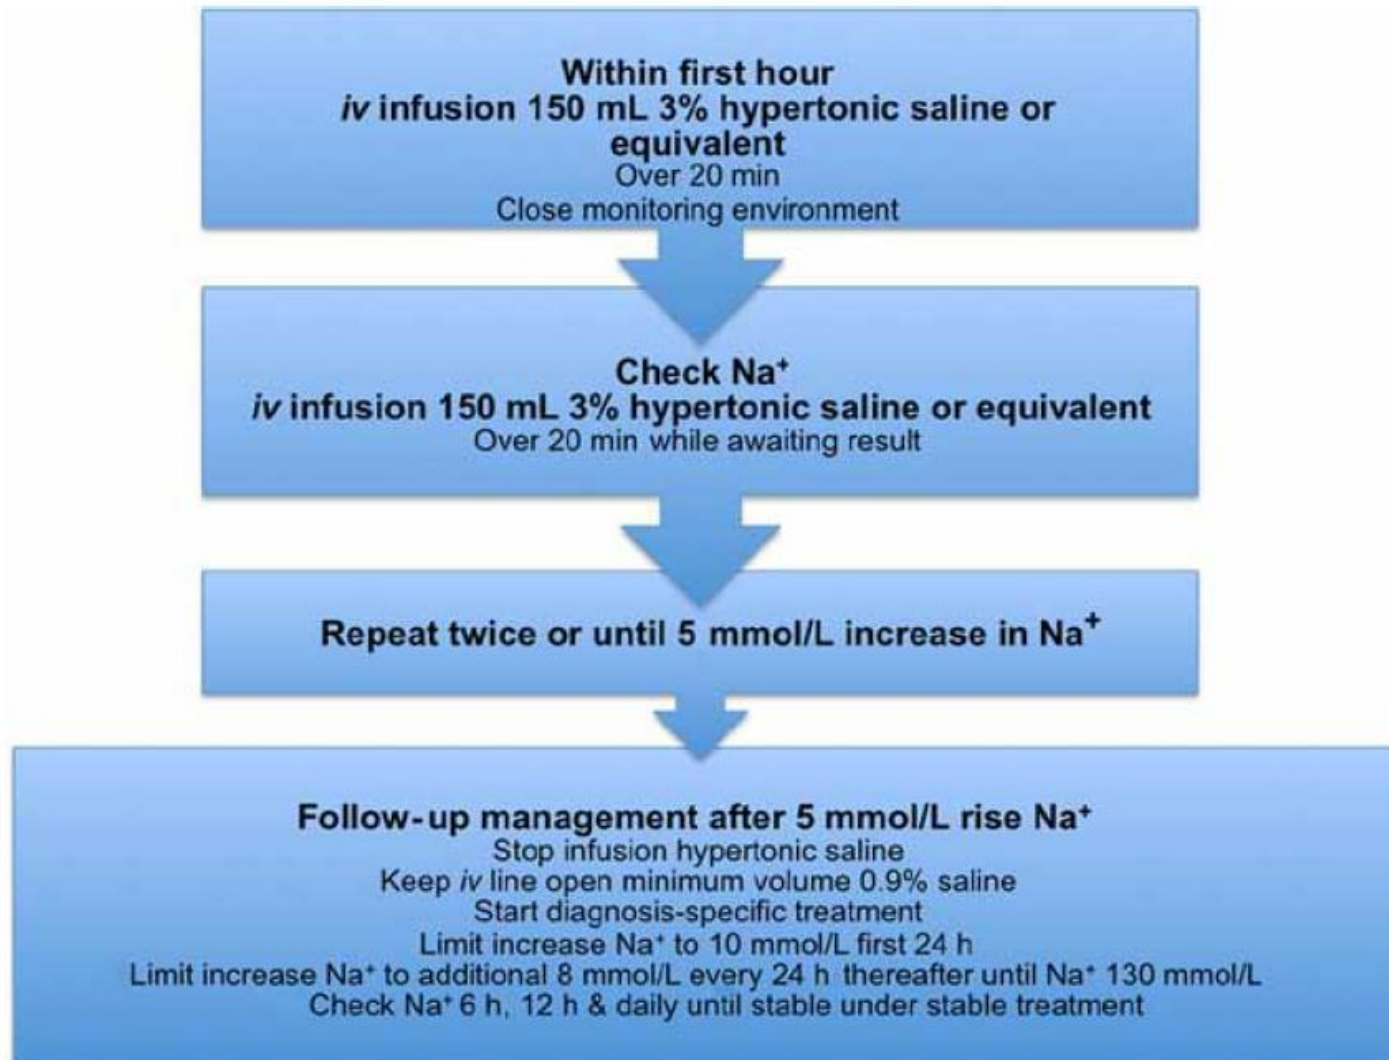 Within first hour
iv infusion 150 mL 3% hypertonic saline or
equivalent
Over 20 min
Close monitoring environment
Check Na⁺
iv infusion 150 mL 3% hypertonic saline or equivalent
Over 20 min while awaiting result
Repeat twice or until 5 mmol/L increase in Na⁺
Follow-up management after 5 mmol/L rise Na⁺
Stop infusion hypertonic saline
Keep iv line open minimum volume 0.9% saline
Start diagnosis-specific treatment
Limit increase Na⁺ to 10 mmol/L first 24 h
Limit increase Na⁺ to additional 8 mmol/L every 24 h thereafter until Na⁺ 130 mmol/L
Check Na⁺ 6 h, 12 h & daily until stable under stable treatment